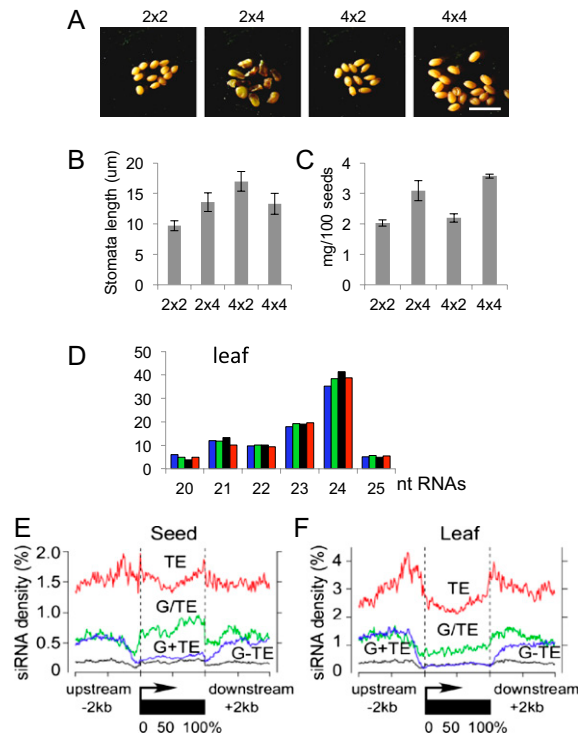 A 2x2 2x4 4x2 4x4
B C
Stomata length (um)
20
15
10
5
0
2x2 2x4 4x2 4x4
mg/100 seeds
4
3
2
1
0
2x2 2x4 4x2 4x4
D leaf
50
40
30
20
10
0
20 21 22 23 24 25 nt RNAs
E Seed
siRNA density (%)
2.0
1.5
1.0
0.5
0
TE
G/TE
G+TE
G-TE
upstream
-2kb
downstream
+2kb
0 50 100%
F Leaf
siRNA density (%)
4
3
2
1
0
TE
G/TE
G+TE
G-TE
upstream
-2kb
downstream
+2kb
0 50 100%